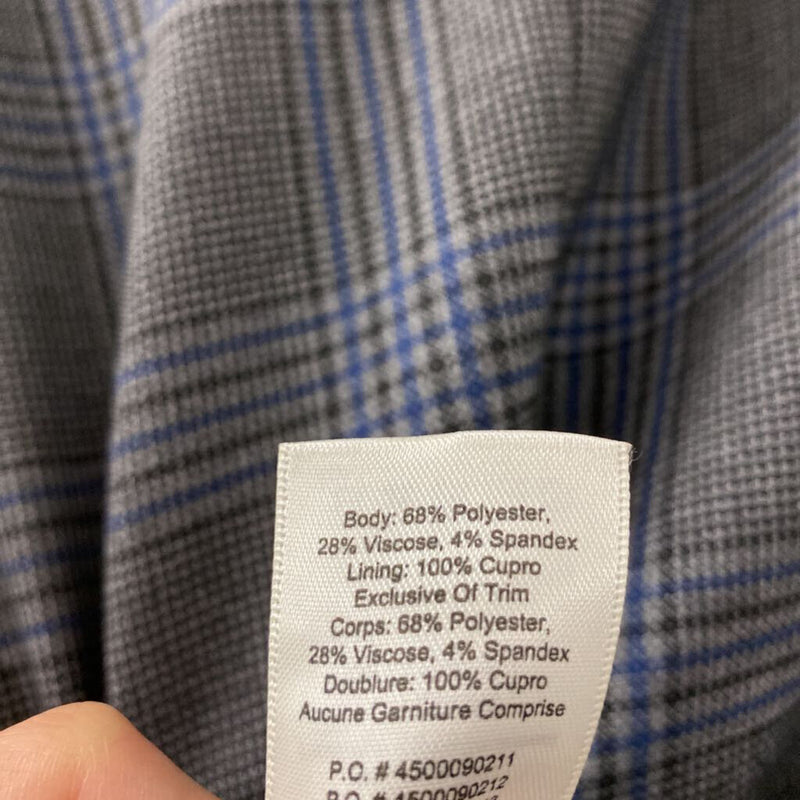 Body: 68% Polyester,
28% Viscose, 4% Spandex
Lining: 100% Cupro
Exclusive Of Trim
Corps: 68% Polyester,
28% Viscose, 4% Spandex
Doublure: 100% Cupro
Aucune Garniture Comprise
P.O. # 4500090211
P.O. # 4500090212